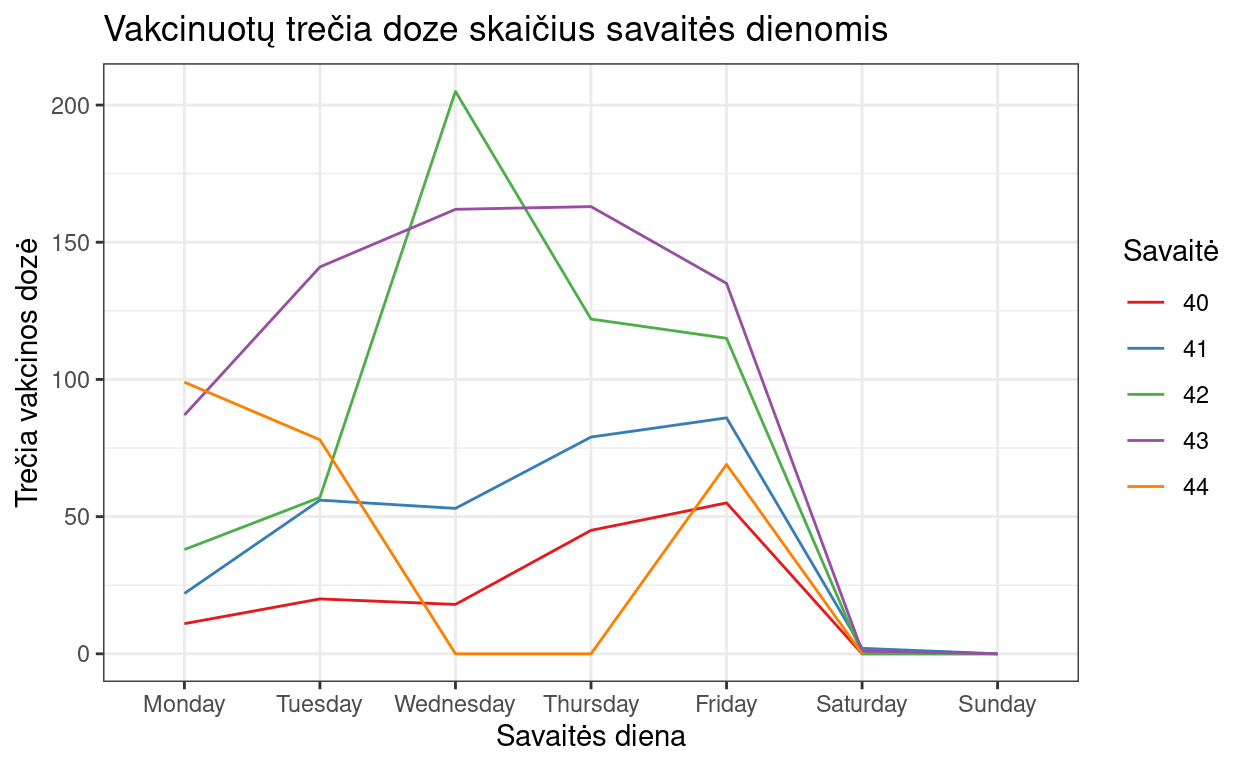 Vakcinuotų trečia doze skaičius savaitės dienomis
Trečia vakcinos dozė
200
150
100
50
0
Monday Tuesday Wednesday Thursday Friday Saturday Sunday
Savaitės diena
Savaitė
40
41
42
43
44